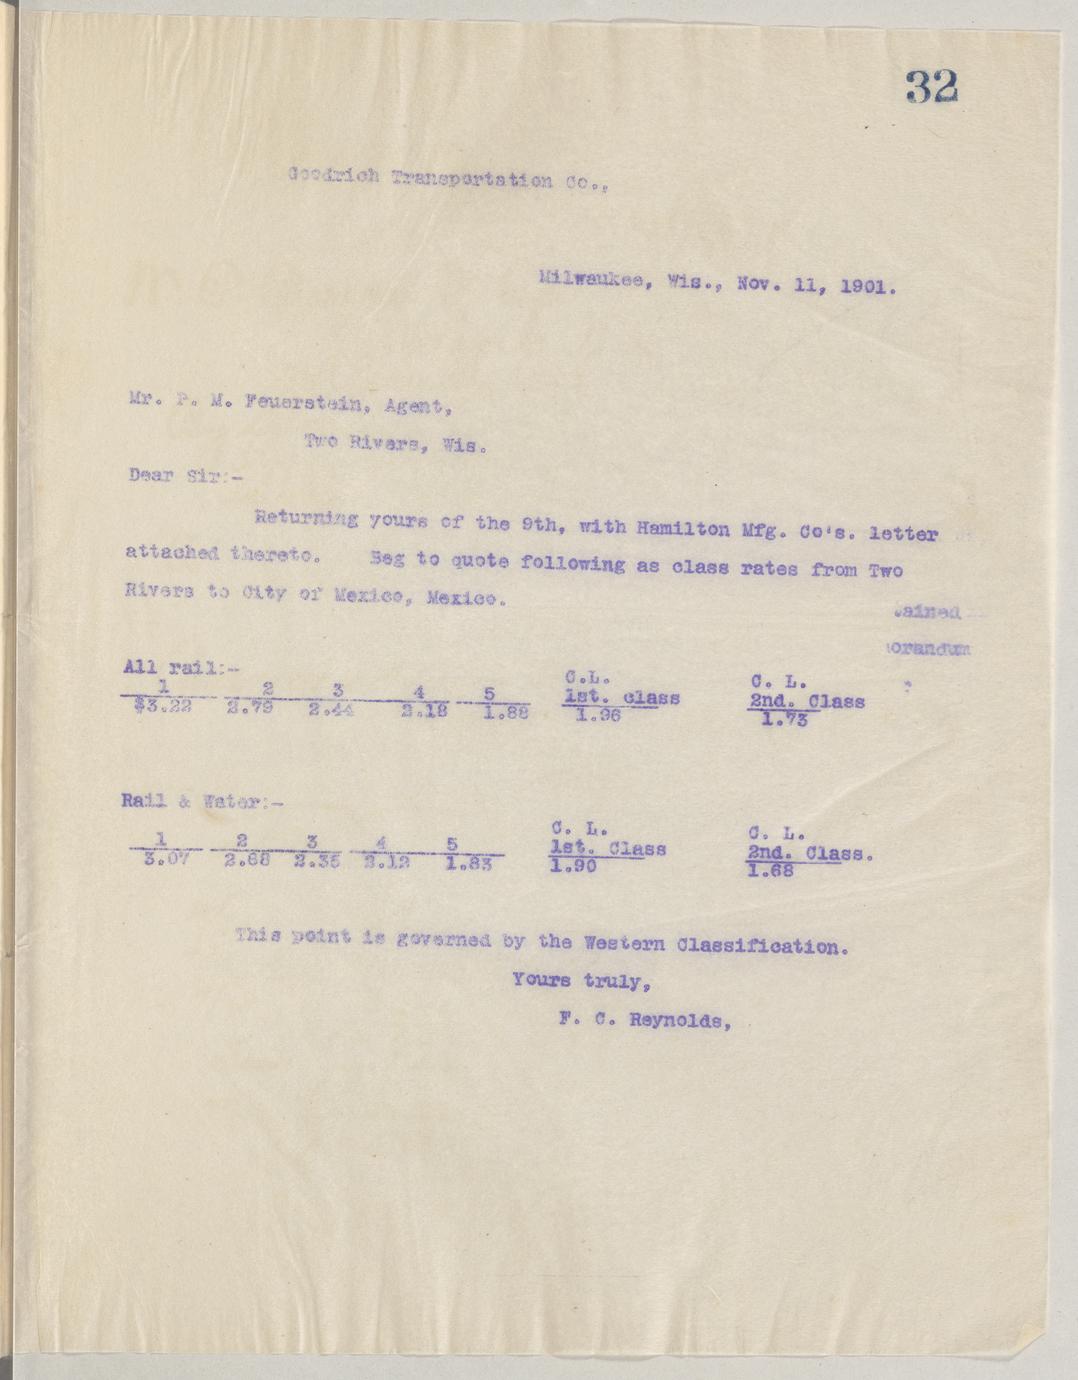 32
Goodrich Transportation Co.,
Milwaukee, Wis., Nov. 11, 1901.
Mr. P. M. Feuerstein, Agent,
Two Rivers, Wis.
Dear Sir:-
Returning yours of the 9th, with Hamilton Mfg. Co's. letter
attached thereto. Beg to quote following as class rates from Two
Rivers to City of Mexico, Mexico.
ained
orandum
All rail:-
1 2 3 4 5 C.L. 1st. class C. L. 2nd. Class
$3.22 2.79 2.44 2.18 1.88 1.96 1.73
Rail & Water:-
1 2 3 4 5 C. L. 1st. Class C. L. 2nd. Class.
3.07 2.68 2.35 2.12 1.83 1.90 1.68
This point is governed by the Western Classification.
Yours truly,
F. C. Reynolds,